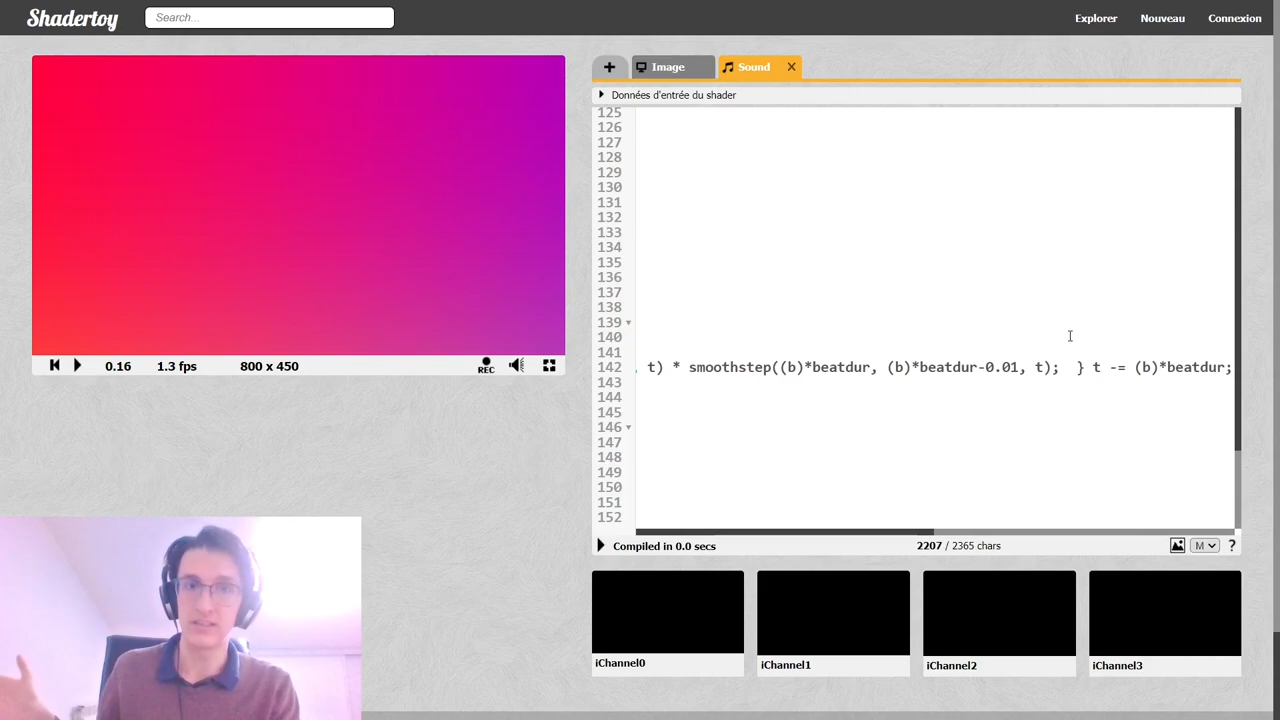 Shadertoy
Search...
Explorer
Nouveau
Connexion
Image
Sound
Données d'entrée du shader
125
126
127
128
129
130
131
132
133
134
135
136
137
138
139
140
141
142 t) * smoothstep((b)*beatdur, (b)*beatdur-0.01, t);  } t -= (b)*beatdur;
143
144
145
146
147
148
149
150
151
152
0.16
1.3 fps
800 x 450
REC
Compiled in 0.0 secs
2207 / 2365 chars
M
?
iChannel0
iChannel1
iChannel2
iChannel3